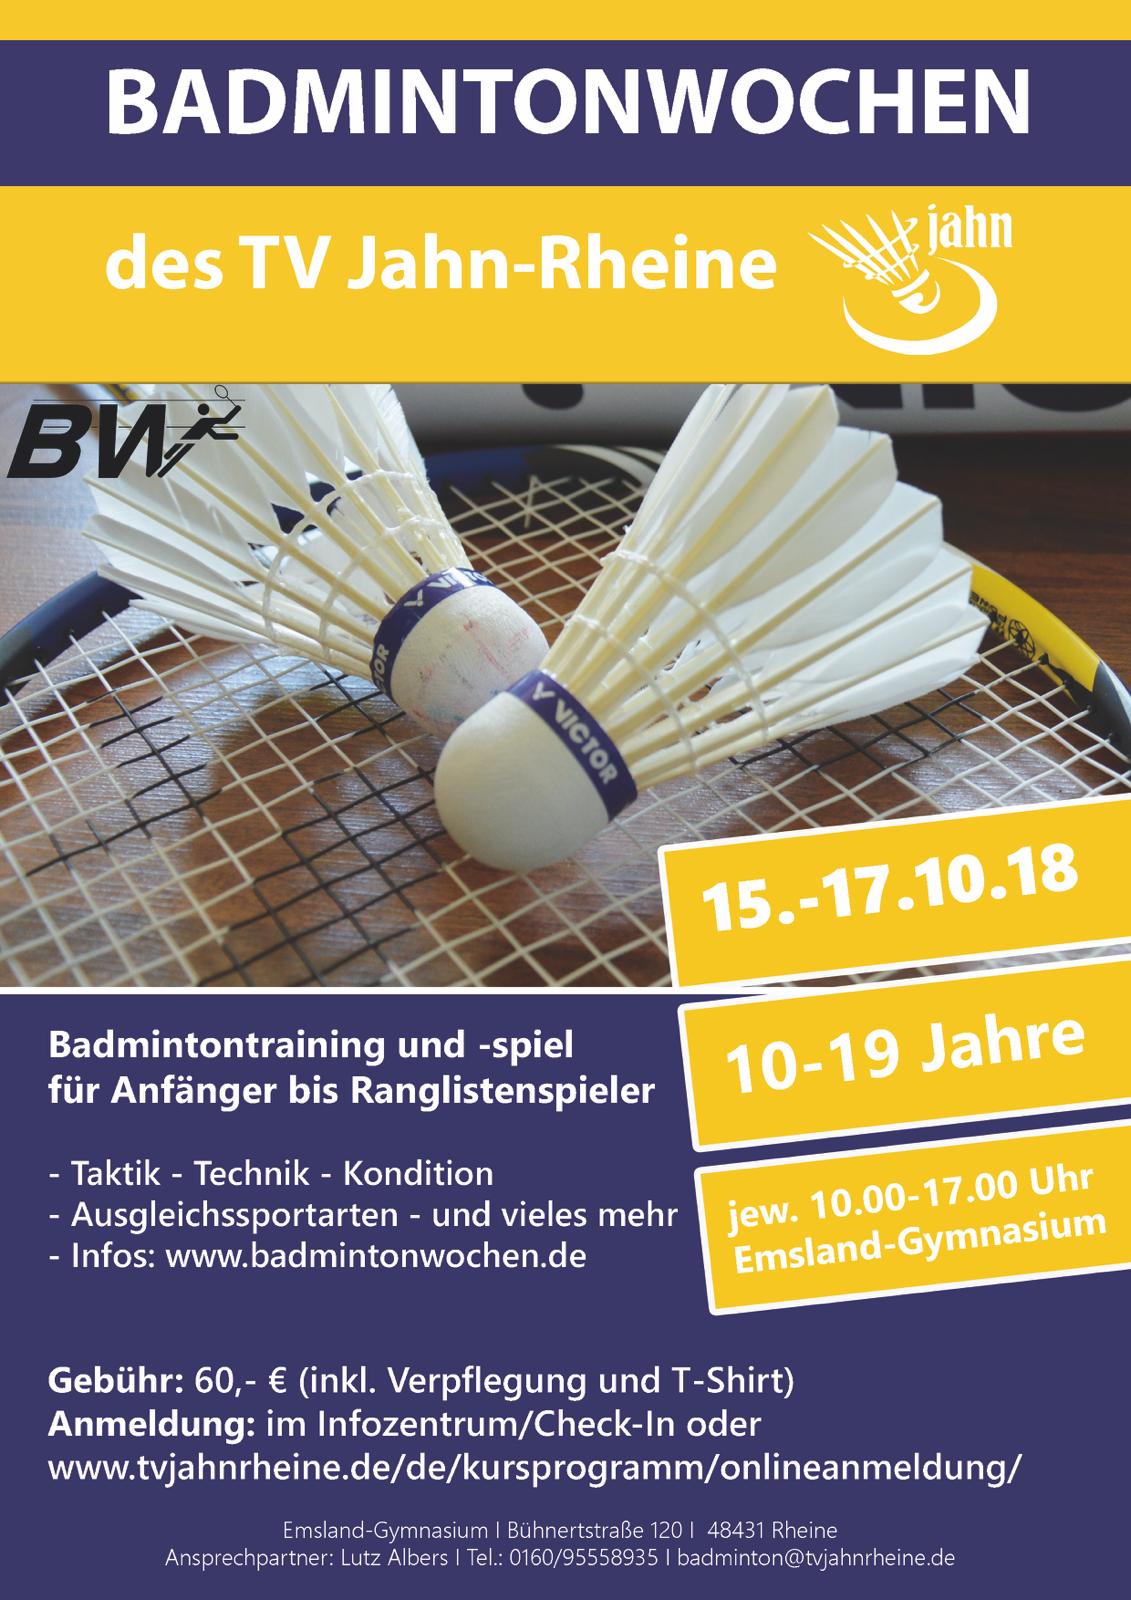 BADMINTONWOCHEN
des TV Jahn-Rheine
jahn
BW
VICTOR
VICTOR
15.-17.10.18
10-19 Jahre
jew. 10.00-17.00 Uhr
Emsland-Gymnasium
Badmintontraining und -spiel
für Anfänger bis Ranglistenspieler
- Taktik - Technik - Kondition
- Ausgleichssportarten - und vieles mehr
- Infos: www.badmintonwochen.de
Gebühr: 60,- € (inkl. Verpflegung und T-Shirt)
Anmeldung: im Infozentrum/Check-In oder
www.tvjahnrheine.de/de/kursprogramm/onlineanmeldung/
Emsland-Gymnasium I Bühnertstraße 120 I 48431 Rheine
Ansprechpartner: Lutz Albers I Tel.: 0160/95558935 I badminton@tvjahnrheine.de